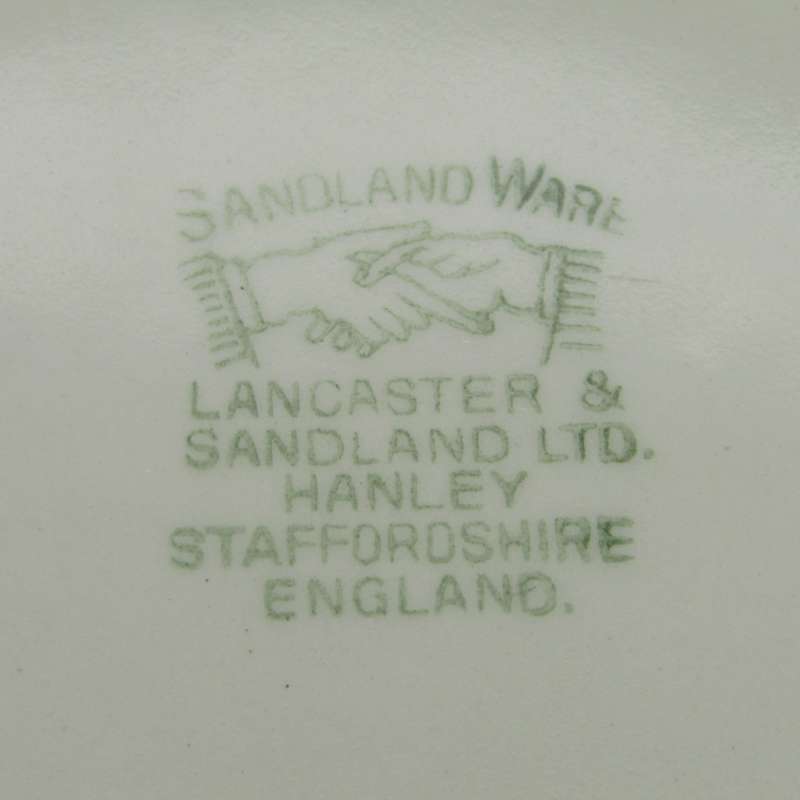 SANDLAND WARE
LANCASTER &
SANDLAND LTD.
HANLEY
STAFFORDSHIRE
ENGLAND.